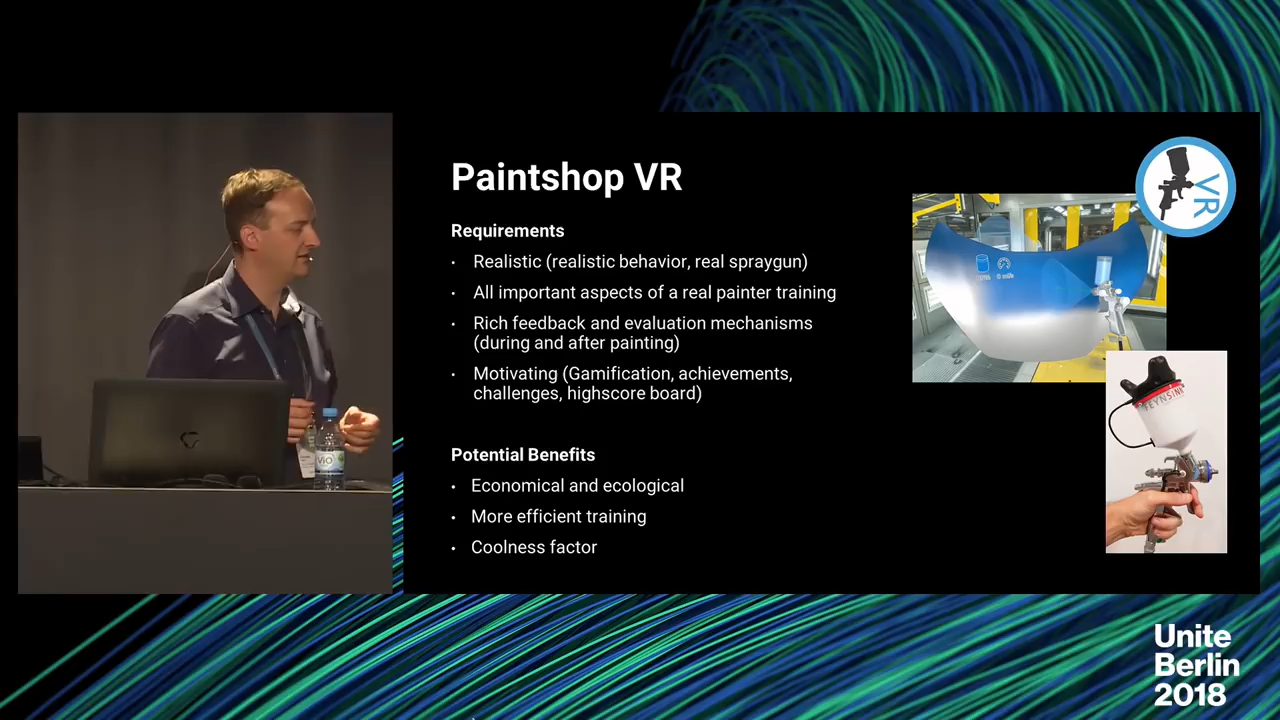 Paintshop VR
Requirements
• Realistic (realistic behavior, real spraygun)
• All important aspects of a real painter training
• Rich feedback and evaluation mechanisms
(during and after painting)
• Motivating (Gamification, achievements,
challenges, highscore board)
Potential Benefits
• Economical and ecological
• More efficient training
• Coolness factor
VR
FEYNSINN
ViO
Unite
Berlin
2018